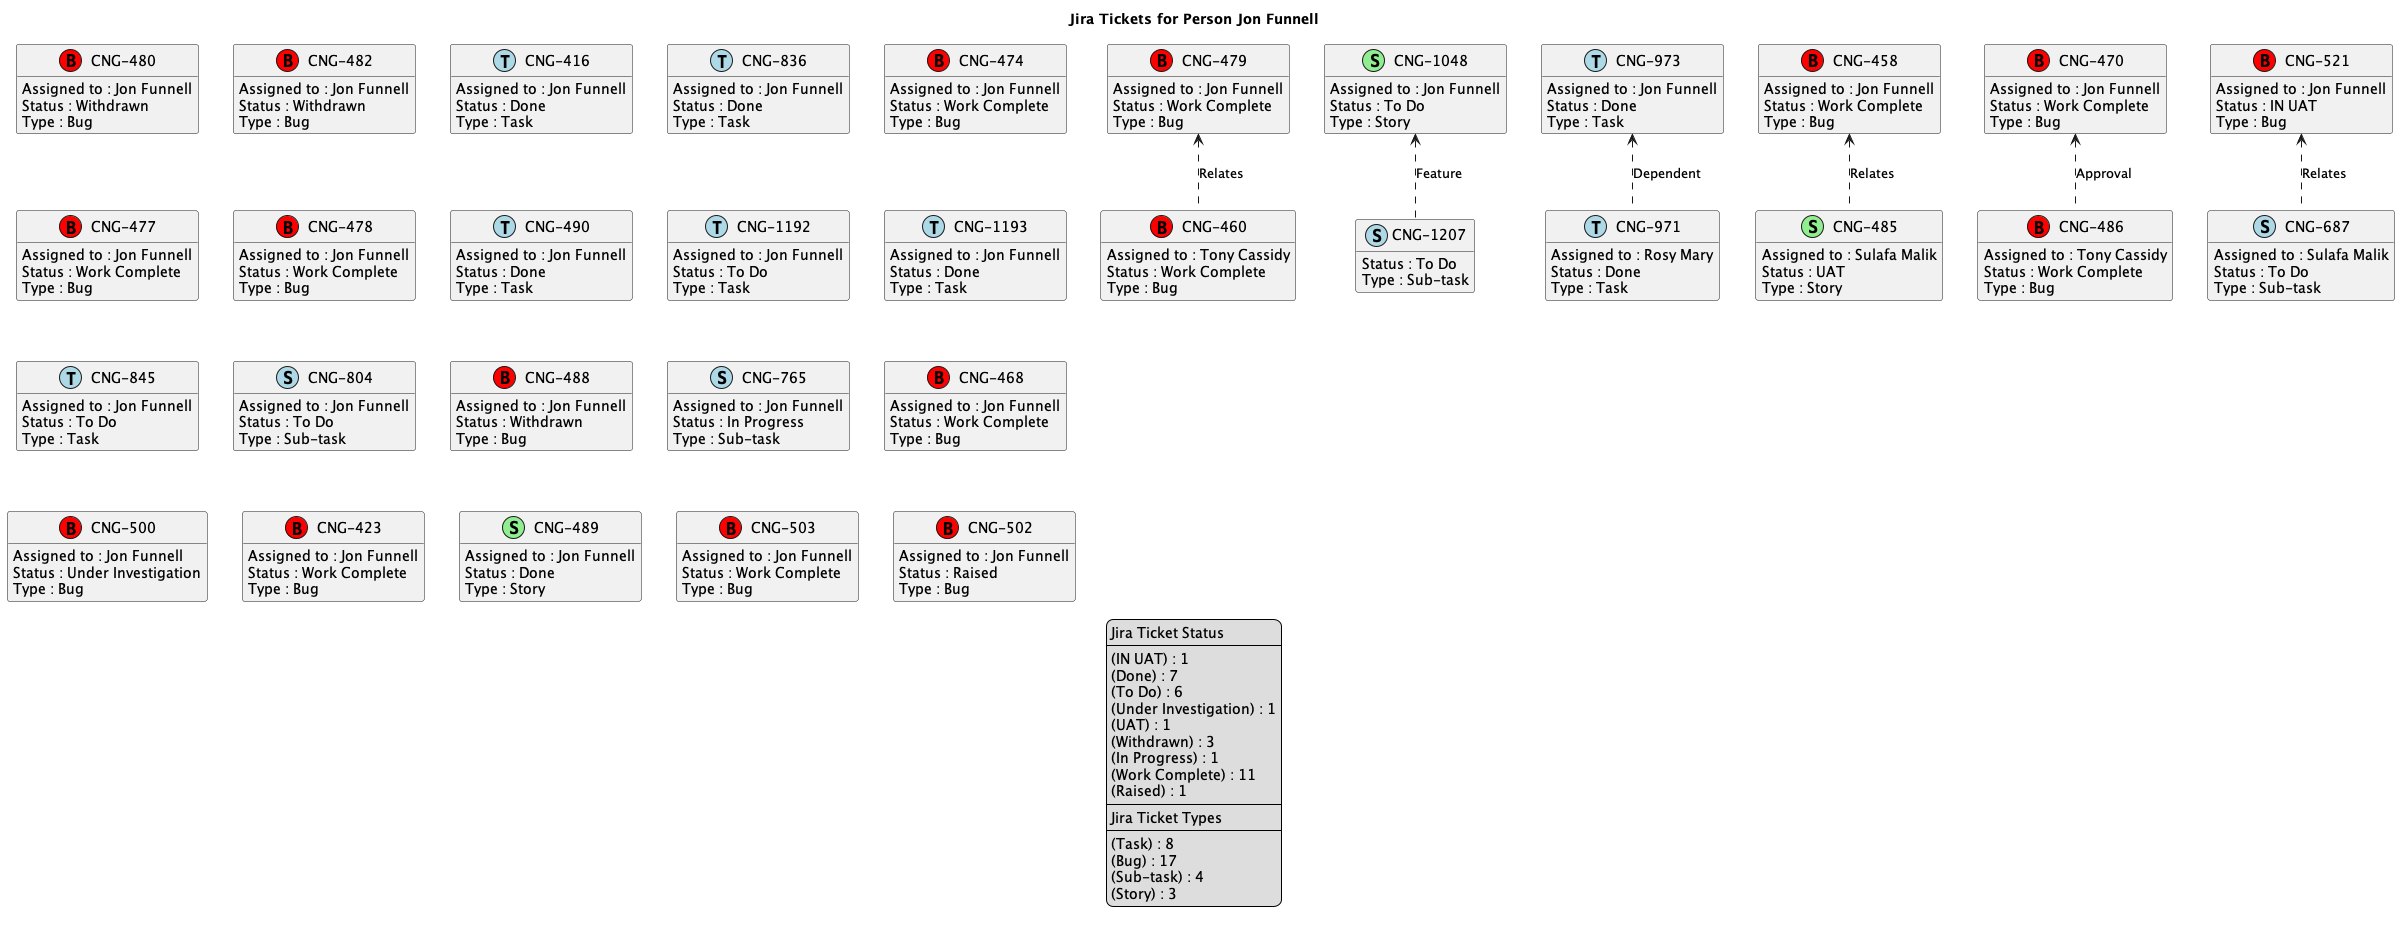 Jira Tickets for Person Jon Funnell
B CNG-480
Assigned to : Jon Funnell
Status : Withdrawn
Type : Bug
B CNG-482
Assigned to : Jon Funnell
Status : Withdrawn
Type : Bug
T CNG-416
Assigned to : Jon Funnell
Status : Done
Type : Task
T CNG-836
Assigned to : Jon Funnell
Status : Done
Type : Task
B CNG-474
Assigned to : Jon Funnell
Status : Work Complete
Type : Bug
B CNG-479
Assigned to : Jon Funnell
Status : Work Complete
Type : Bug
S CNG-1048
Assigned to : Jon Funnell
Status : To Do
Type : Story
T CNG-973
Assigned to : Jon Funnell
Status : Done
Type : Task
B CNG-458
Assigned to : Jon Funnell
Status : Work Complete
Type : Bug
B CNG-470
Assigned to : Jon Funnell
Status : Work Complete
Type : Bug
B CNG-521
Assigned to : Jon Funnell
Status : IN UAT
Type : Bug
Relates
Feature
Dependent
Relates
Approval
Relates
B CNG-477
Assigned to : Jon Funnell
Status : Work Complete
Type : Bug
B CNG-478
Assigned to : Jon Funnell
Status : Work Complete
Type : Bug
T CNG-490
Assigned to : Jon Funnell
Status : Done
Type : Task
T CNG-1192
Assigned to : Jon Funnell
Status : To Do
Type : Task
T CNG-1193
Assigned to : Jon Funnell
Status : Done
Type : Task
B CNG-460
Assigned to : Tony Cassidy
Status : Work Complete
Type : Bug
S CNG-1207
Status : To Do
Type : Sub-task
T CNG-971
Assigned to : Rosy Mary
Status : Done
Type : Task
S CNG-485
Assigned to : Sulafa Malik
Status : UAT
Type : Story
B CNG-486
Assigned to : Tony Cassidy
Status : Work Complete
Type : Bug
S CNG-687
Assigned to : Sulafa Malik
Status : To Do
Type : Sub-task
T CNG-845
Assigned to : Jon Funnell
Status : To Do
Type : Task
S CNG-804
Assigned to : Jon Funnell
Status : To Do
Type : Sub-task
B CNG-488
Assigned to : Jon Funnell
Status : Withdrawn
Type : Bug
S CNG-765
Assigned to : Jon Funnell
Status : In Progress
Type : Sub-task
B CNG-468
Assigned to : Jon Funnell
Status : Work Complete
Type : Bug
B CNG-500
Assigned to : Jon Funnell
Status : Under Investigation
Type : Bug
B CNG-423
Assigned to : Jon Funnell
Status : Work Complete
Type : Bug
S CNG-489
Assigned to : Jon Funnell
Status : Done
Type : Story
B CNG-503
Assigned to : Jon Funnell
Status : Work Complete
Type : Bug
B CNG-502
Assigned to : Jon Funnell
Status : Raised
Type : Bug
Jira Ticket Status
(IN UAT) : 1
(Done) : 7
(To Do) : 6
(Under Investigation) : 1
(UAT) : 1
(Withdrawn) : 3
(In Progress) : 1
(Work Complete) : 11
(Raised) : 1
Jira Ticket Types
(Task) : 8
(Bug) : 17
(Sub-task) : 4
(Story) : 3